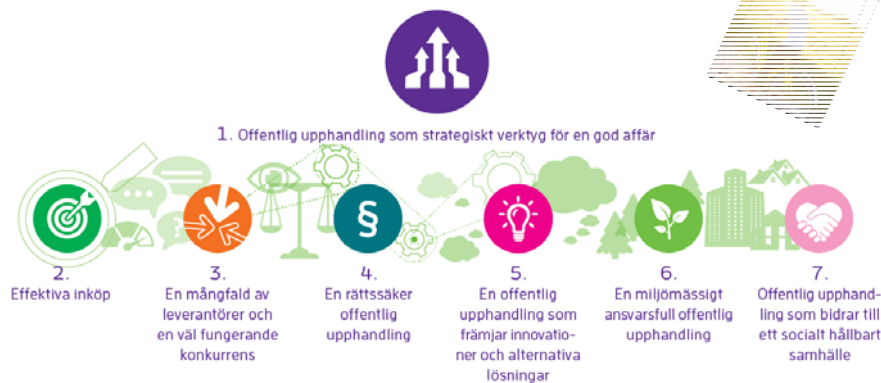 1. Offentlig upphandling som strategiskt verktyg för en god affär
?
§
2.
Effektiva inköp
3.
En mångfald av
leverantörer och
en väl fungerande
konkurrens
4.
En rättssäker
offentlig
upphandling
5.
En offentlig
upphandling som
främjar innovatio-
ner och alternativa
lösningar
6.
En miljömässigt
ansvarsfull offentlig
upphandling
7.
Offentlig upphand-
ling som bidrar till
ett socialt hållbart
samhälle